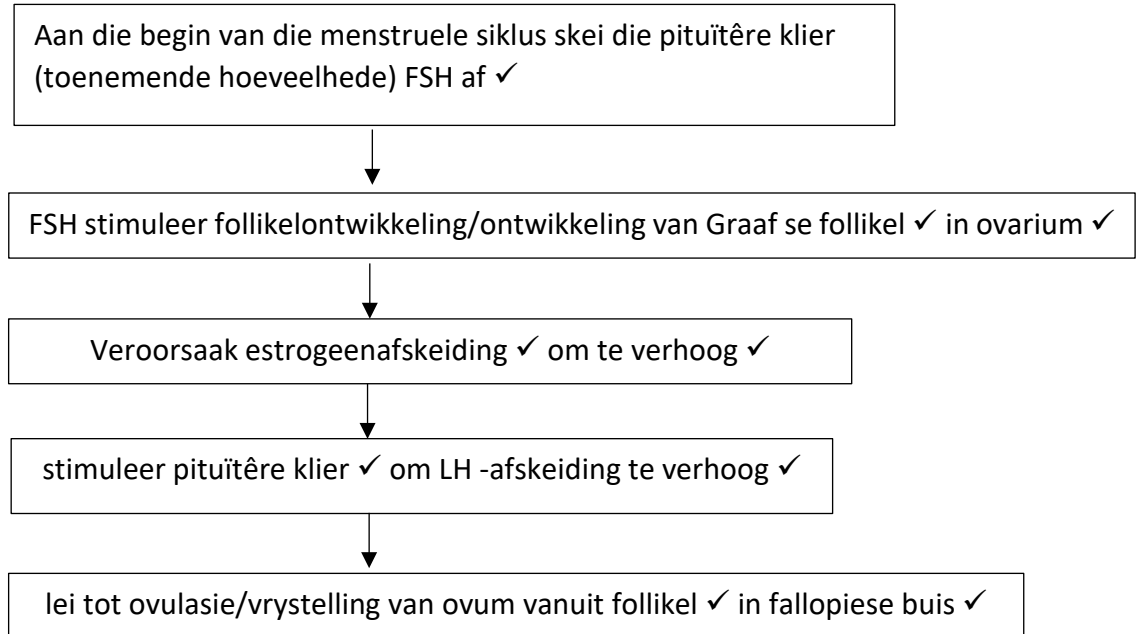 Aan die begin van die menstruele siklus skei die pituïtêre klier
(toenemende hoeveelhede) FSH af ✓
FSH stimuleer follikelontwikkeling/ontwikkeling van Graaf se follikel ✓ in ovarium ✓
Veroorsaak estrogeenafskeiding ✓ om te verhoog ✓
stimuleer pituïtêre klier ✓ om LH -afskeiding te verhoog ✓
lei tot ovulasie/vrystelling van ovum vanuit follikel ✓ in fallopiese buis ✓